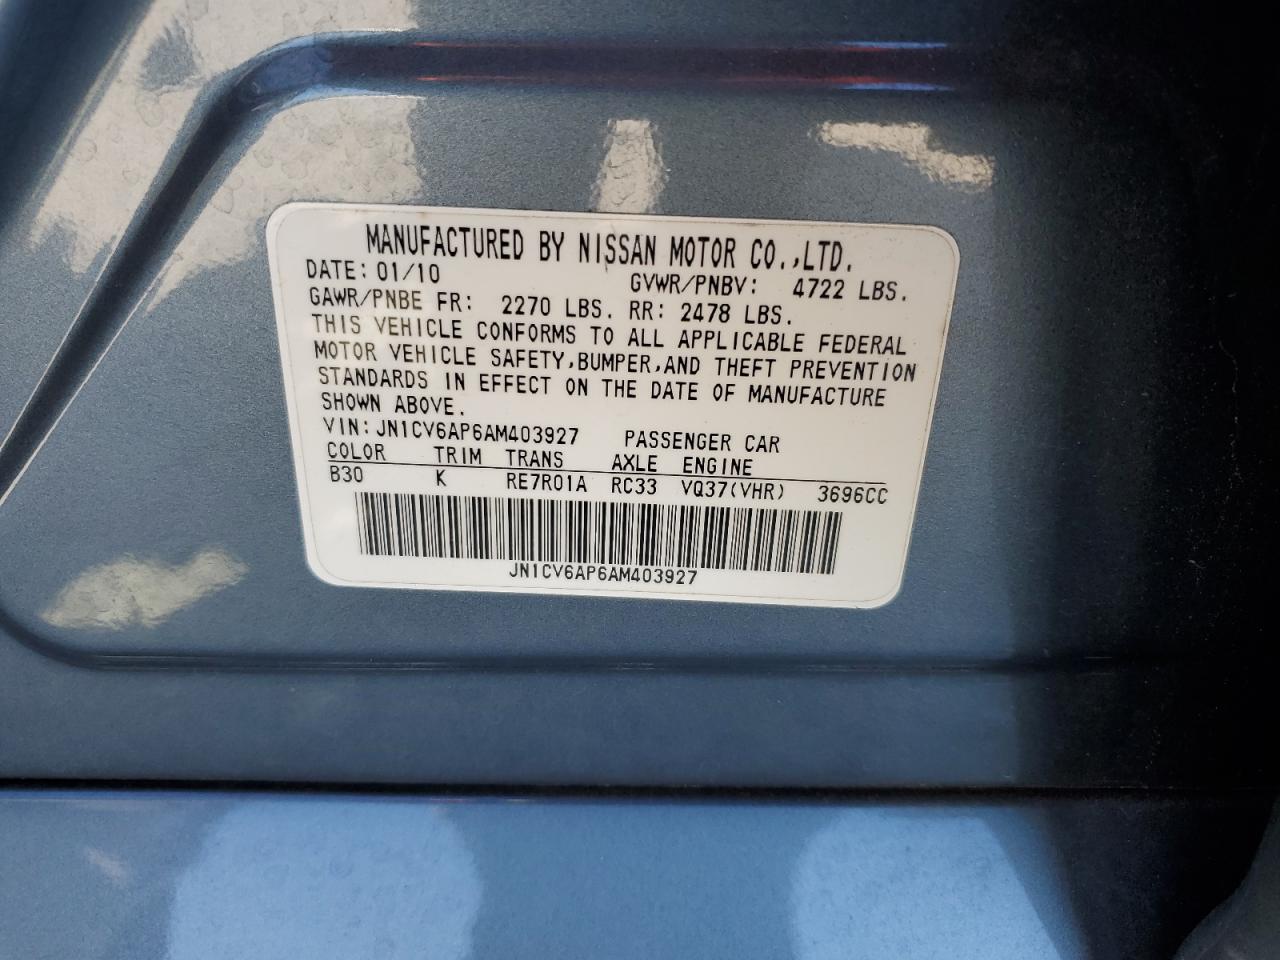 MANUFACTURED BY NISSAN MOTOR CO.,LTD.
DATE: 01/10 GVWR/PNBV: 4722 LBS.
GAWR/PNBE FR: 2270 LBS. RR: 2478 LBS.
THIS VEHICLE CONFORMS TO ALL APPLICABLE FEDERAL
MOTOR VEHICLE SAFETY,BUMPER,AND THEFT PREVENTION
STANDARDS IN EFFECT ON THE DATE OF MANUFACTURE
SHOWN ABOVE.
VIN: JN1CV6AP6AM403927 PASSENGER CAR
COLOR TRIM TRANS AXLE ENGINE
B30 K RE7R01A RC33 VQ37(VHR) 3696CC
JN1CV6AP6AM403927